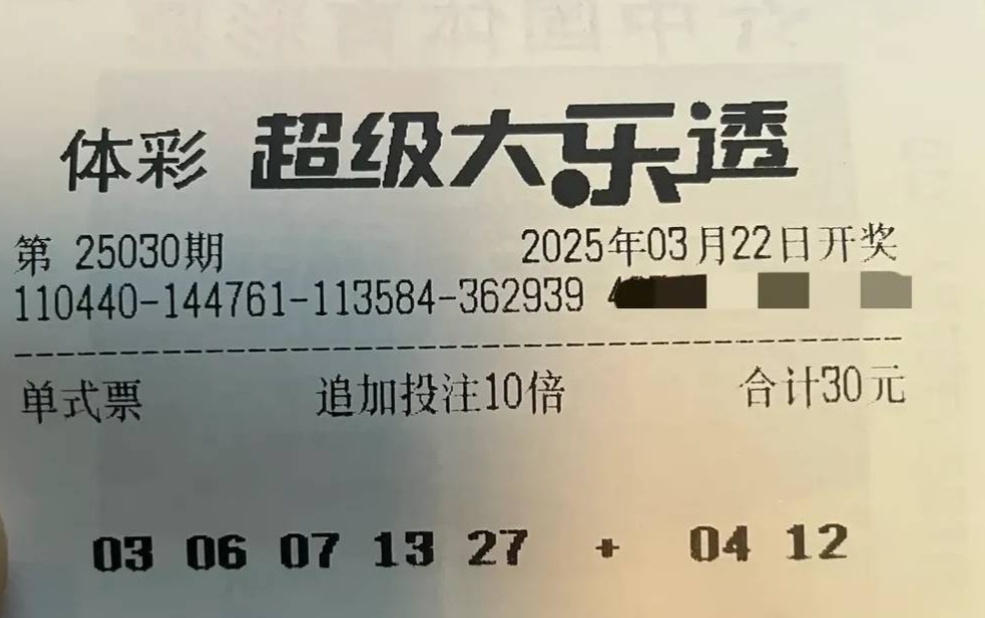 体彩 超级大乐透
第 25030期 2025年03月22日开奖
110440-144761-113584-362939
单式票 追加投注10倍 合计30元
03 06 07 13 27 + 04 12